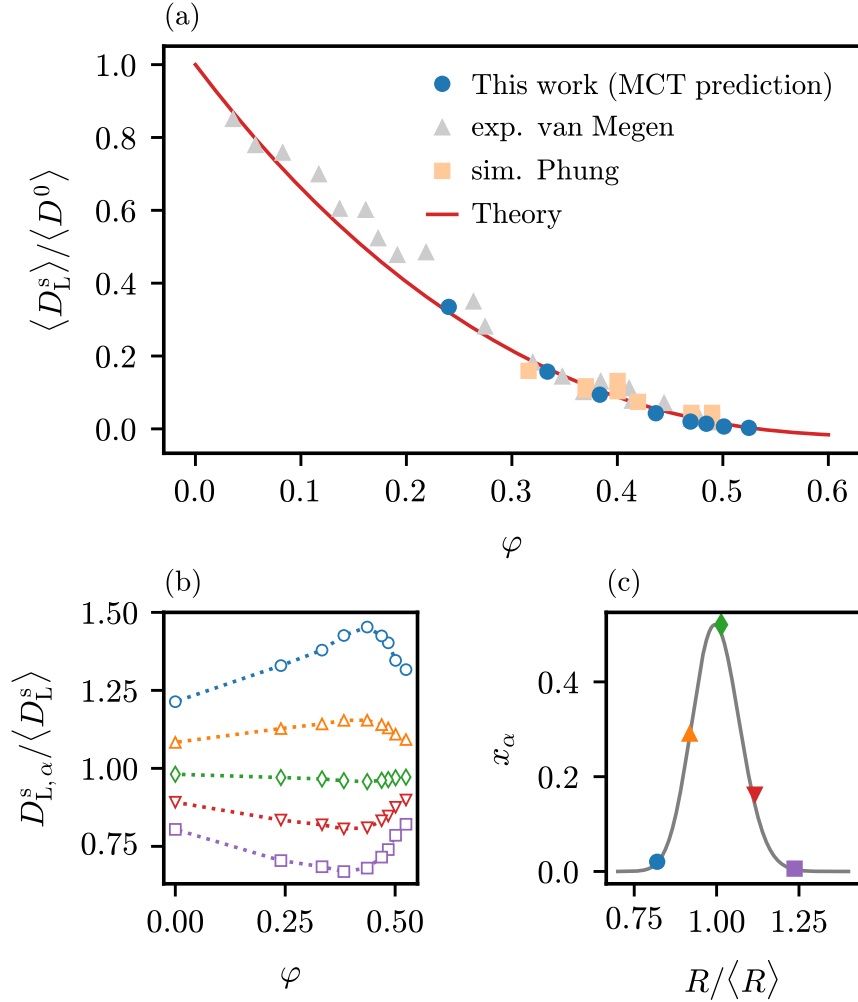 (a)
1.0
0.8
0.6
0.4
0.2
0.0
⟨D_L^s⟩/⟨D^0⟩
This work (MCT prediction)
exp. van Megen
sim. Phung
Theory
0.0 0.1 0.2 0.3 0.4 0.5 0.6
φ
(b)
1.50
1.25
1.00
0.75
D_{L,α}^s/⟨D_L^s⟩
0.00 0.25 0.50
φ
(c)
0.4
0.2
0.0
x_α
0.75 1.00 1.25
R/⟨R⟩